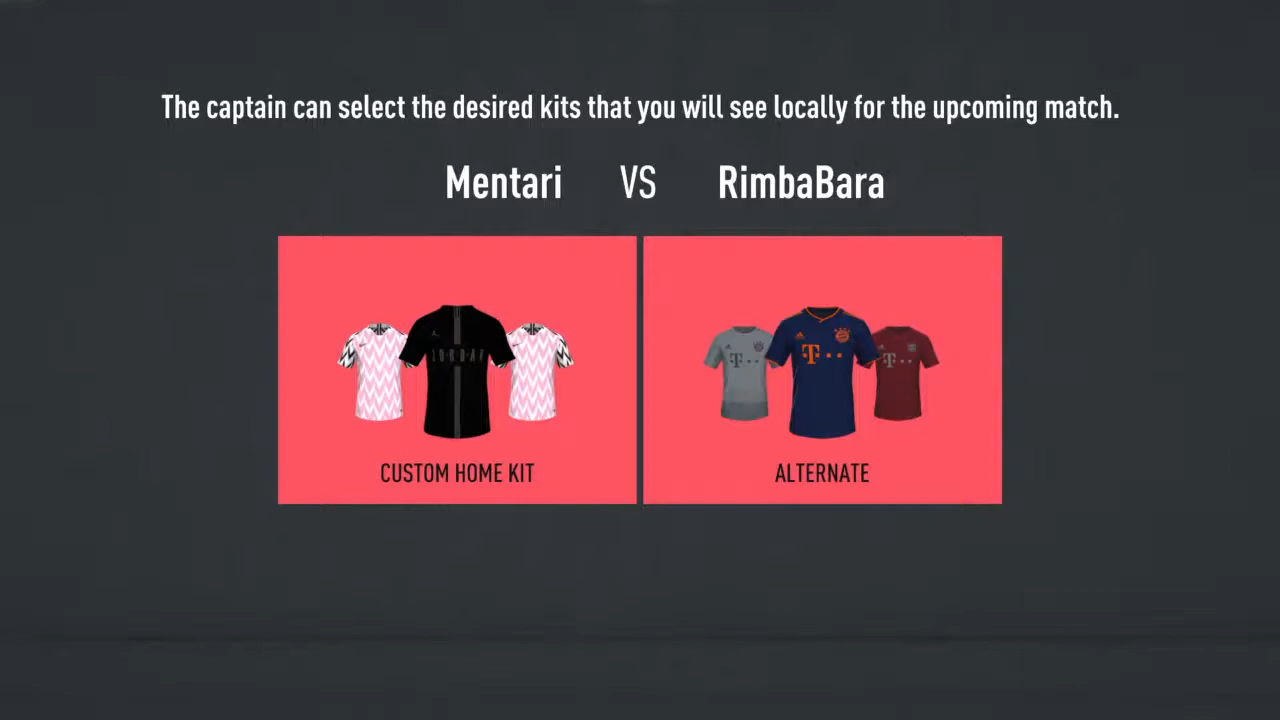 The captain can select the desired kits that you will see locally for the upcoming match.
Mentari VS RimbaBara
JORDAN
T
T
T
CUSTOM HOME KIT
ALTERNATE